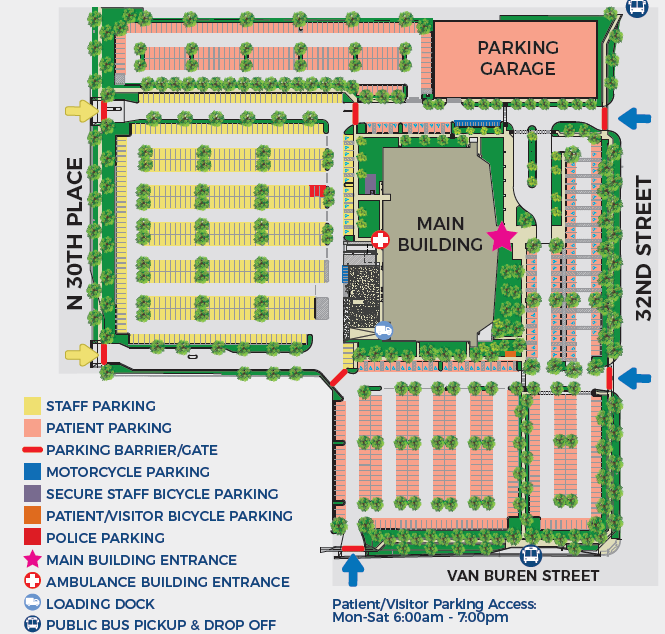 PARKING
GARAGE
N 30TH PLACE
MAIN
BUILDING
32ND STREET
STAFF PARKING
PATIENT PARKING
PARKING BARRIER/GATE
MOTORCYCLE PARKING
SECURE STAFF BICYCLE PARKING
PATIENT/VISITOR BICYCLE PARKING
POLICE PARKING
MAIN BUILDING ENTRANCE
AMBULANCE BUILDING ENTRANCE
LOADING DOCK
PUBLIC BUS PICKUP & DROP OFF
VAN BUREN STREET
Patient/Visitor Parking Access:
Mon-Sat 6:00am - 7:00pm